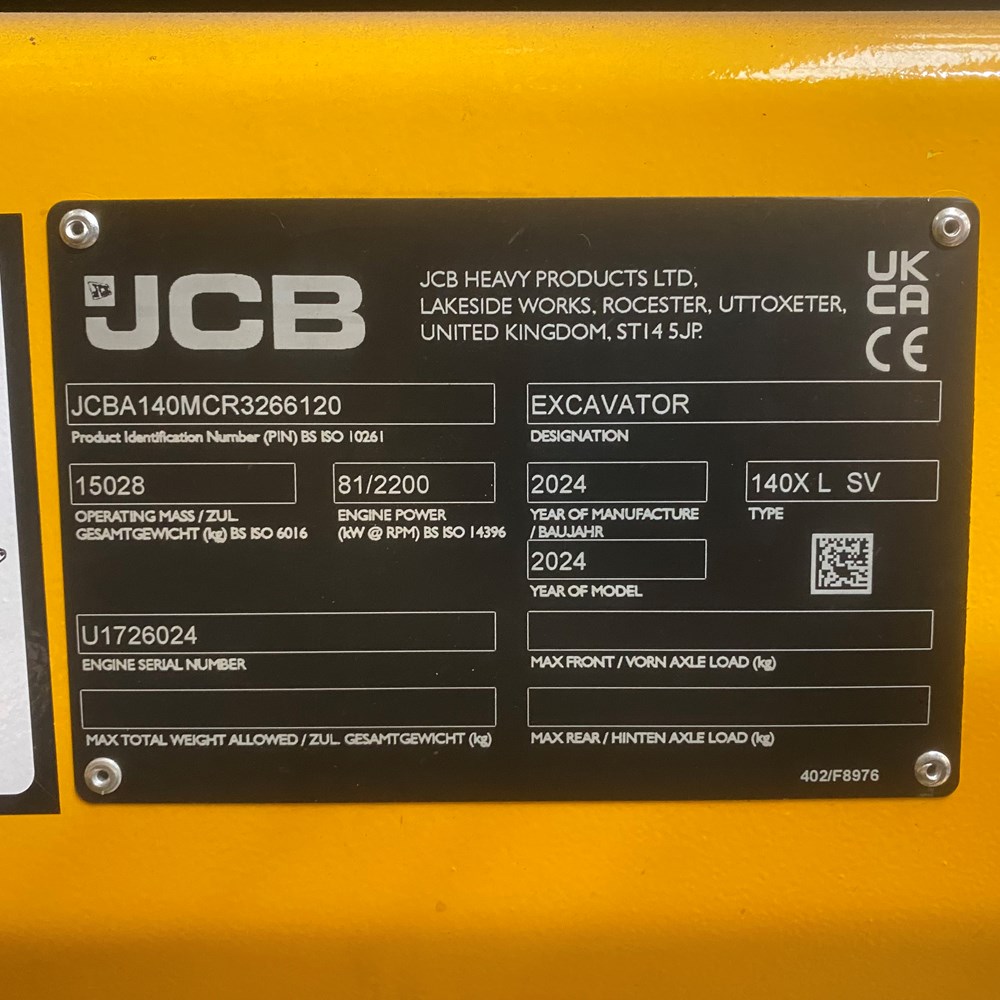 JCB
JCB HEAVY PRODUCTS LTD,
LAKESIDE WORKS, ROCESTER, UTTOXETER,
UNITED KINGDOM, ST14 5JP.
UK
CA
CE
JCBA140MCR3266120
Product Identification Number (PIN) BS ISO 10261
EXCAVATOR
DESIGNATION
15028
OPERATING MASS / ZUL
GESAMTGEWICHT (kg) BS ISO 6016
81/2200
ENGINE POWER
(kW @ RPM) BS ISO 14396
2024
YEAR OF MANUFACTURE
/ BAUJAHR
140X L SV
TYPE
2024
YEAR OF MODEL
U1726024
ENGINE SERIAL NUMBER
MAX FRONT / VORN AXLE LOAD (kg)
MAX TOTAL WEIGHT ALLOWED / ZUL GESAMTGEWICHT (kg)
MAX REAR / HINTEN AXLE LOAD (kg)
402/F8976